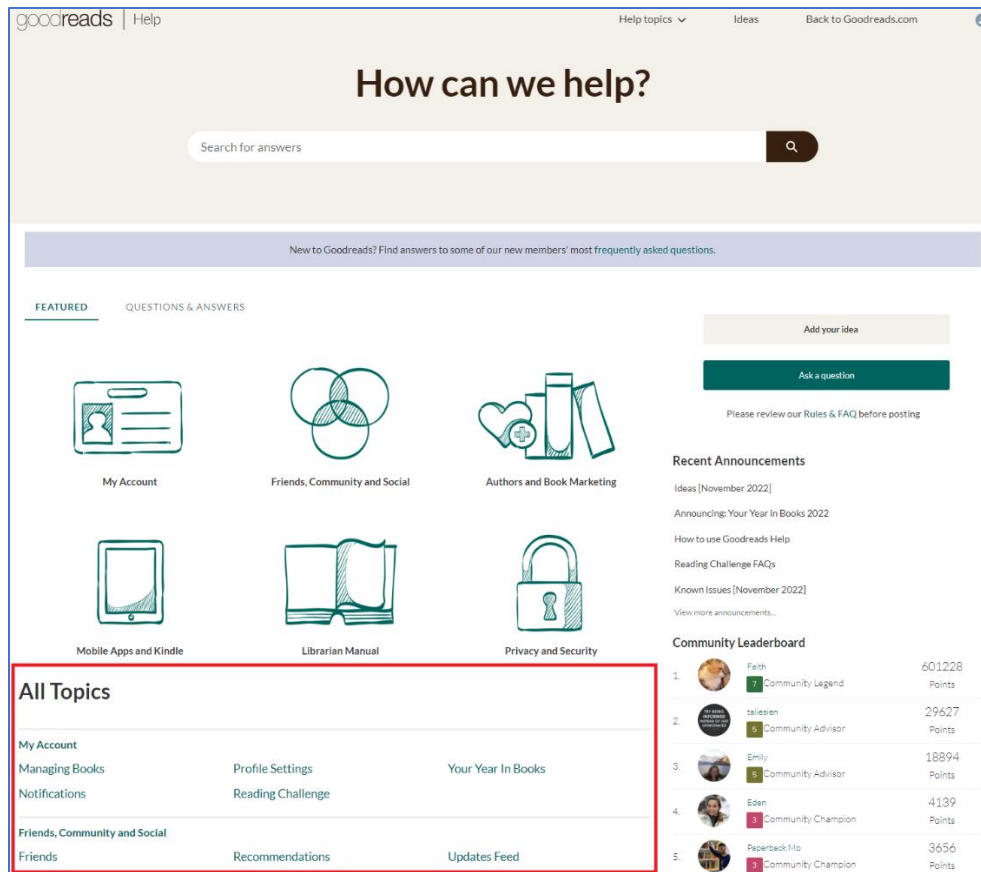 goodreads | Help
Help topics Ideas Back to Goodreads.com
How can we help?
Search for answers
New to Goodreads? Find answers to some of our new members' most frequently asked questions.
FEATURED QUESTIONS & ANSWERS
Add your idea
Ask a question
Please review our Rules & FAQ before posting
My Account
Friends, Community and Social
Authors and Book Marketing
Mobile Apps and Kindle
Librarian Manual
Privacy and Security
Recent Announcements
Ideas [November 2022]
Announcing: Your Year in Books 2022
How to use Goodreads Help
Reading Challenge FAQs
Known Issues [November 2022]
View more announcements...
Community Leaderboard
1. Faith 601228
7 Community Legend Points
2. taliesien 29627
5 Community Advisor Points
3. Emily 18894
5 Community Advisor Points
4. Eden 4139
3 Community Champion Points
5. Paperback Mo 3656
3 Community Champion Points
All Topics
My Account
Managing Books Profile Settings Your Year In Books
Notifications Reading Challenge
Friends, Community and Social
Friends Recommendations Updates Feed